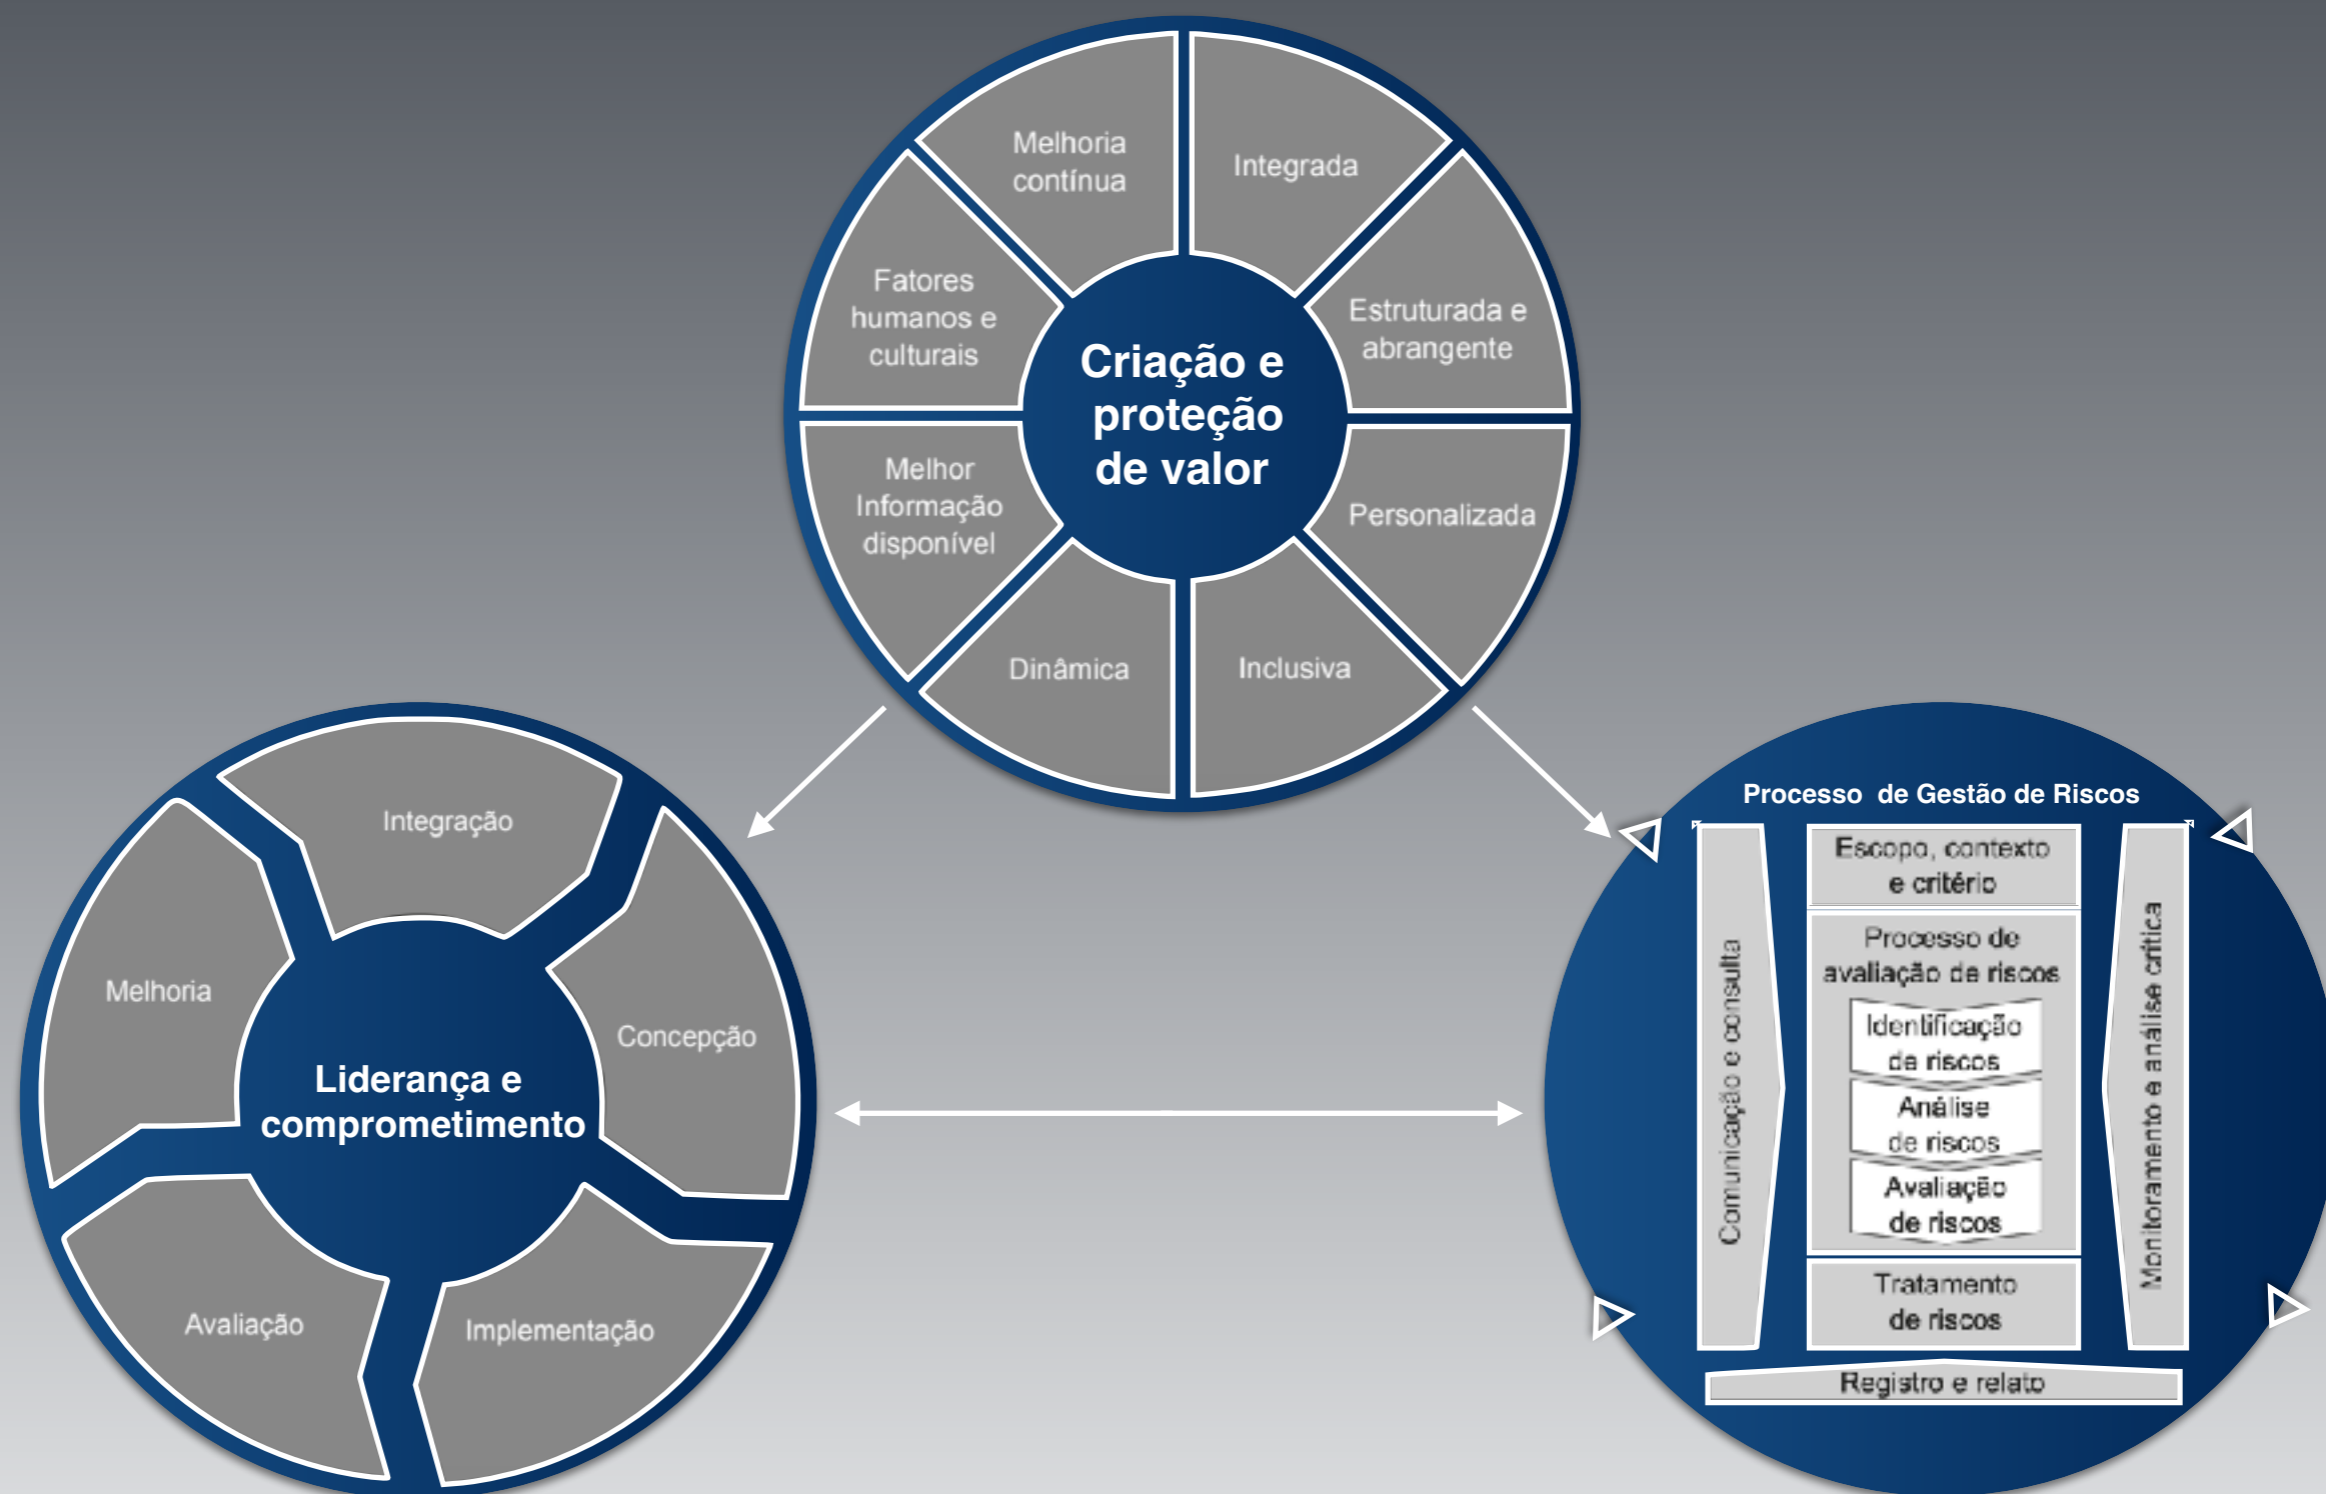 Melhoria
contínua
Integrada
Fatores
humanos e
culturais
Estruturada e
abrangente
Criação e
proteção
de valor
Melhor
Informação
disponível
Personalizada
Dinâmica
Inclusiva
Integração
Melhoria
Concepção
Liderança e
comprometimento
Avaliação
Implementação
Processo de Gestão de Riscos
Comunicação e consulta
Escopo, contexto
e critério
Processo de
avaliação de riscos
Identificação
de riscos
Análise
de riscos
Avaliação
de riscos
Tratamento
de riscos
Monitoramento e análise crítica
Registro e relato